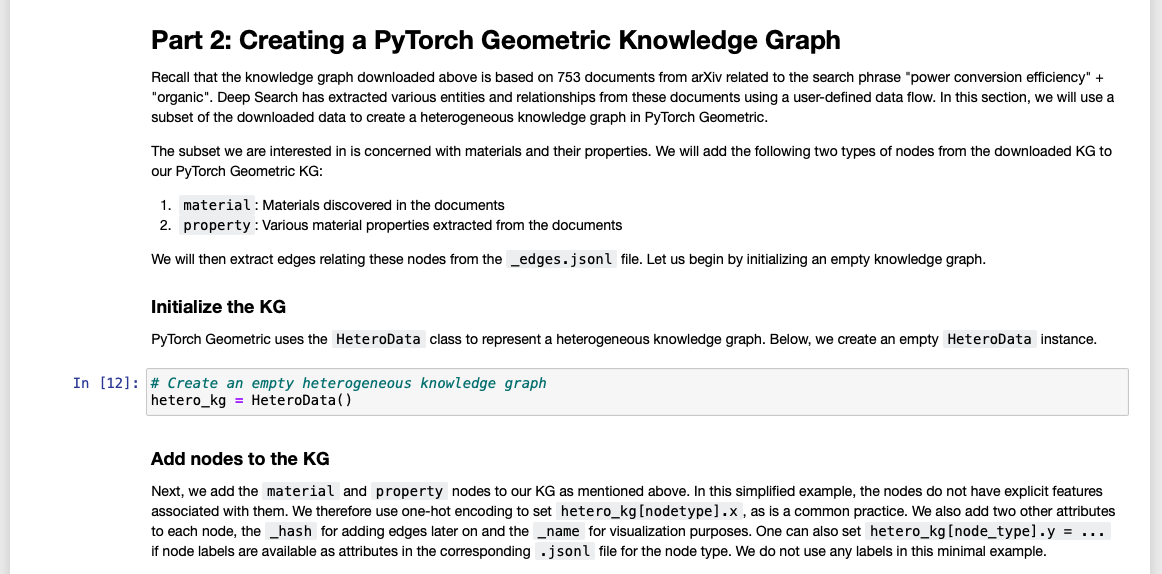 Part 2: Creating a PyTorch Geometric Knowledge Graph
Recall that the knowledge graph downloaded above is based on 753 documents from arXiv related to the search phrase "power conversion efficiency" +
"organic". Deep Search has extracted various entities and relationships from these documents using a user-defined data flow. In this section, we will use a
subset of the downloaded data to create a heterogeneous knowledge graph in PyTorch Geometric.
The subset we are interested in is concerned with materials and their properties. We will add the following two types of nodes from the downloaded KG to
our PyTorch Geometric KG:
1. material : Materials discovered in the documents
2. property : Various material properties extracted from the documents
We will then extract edges relating these nodes from the _edges.jsonl file. Let us begin by initializing an empty knowledge graph.
Initialize the KG
PyTorch Geometric uses the HeteroData class to represent a heterogeneous knowledge graph. Below, we create an empty HeteroData instance.
In [12]: # Create an empty heterogeneous knowledge graph
hetero_kg = HeteroData()
Add nodes to the KG
Next, we add the material and property nodes to our KG as mentioned above. In this simplified example, the nodes do not have explicit features
associated with them. We therefore use one-hot encoding to set hetero_kg[nodetype].x , as is a common practice. We also add two other attributes
to each node, the _hash for adding edges later on and the _name for visualization purposes. One can also set hetero_kg[node_type].y = ...
if node labels are available as attributes in the corresponding .jsonl file for the node type. We do not use any labels in this minimal example.